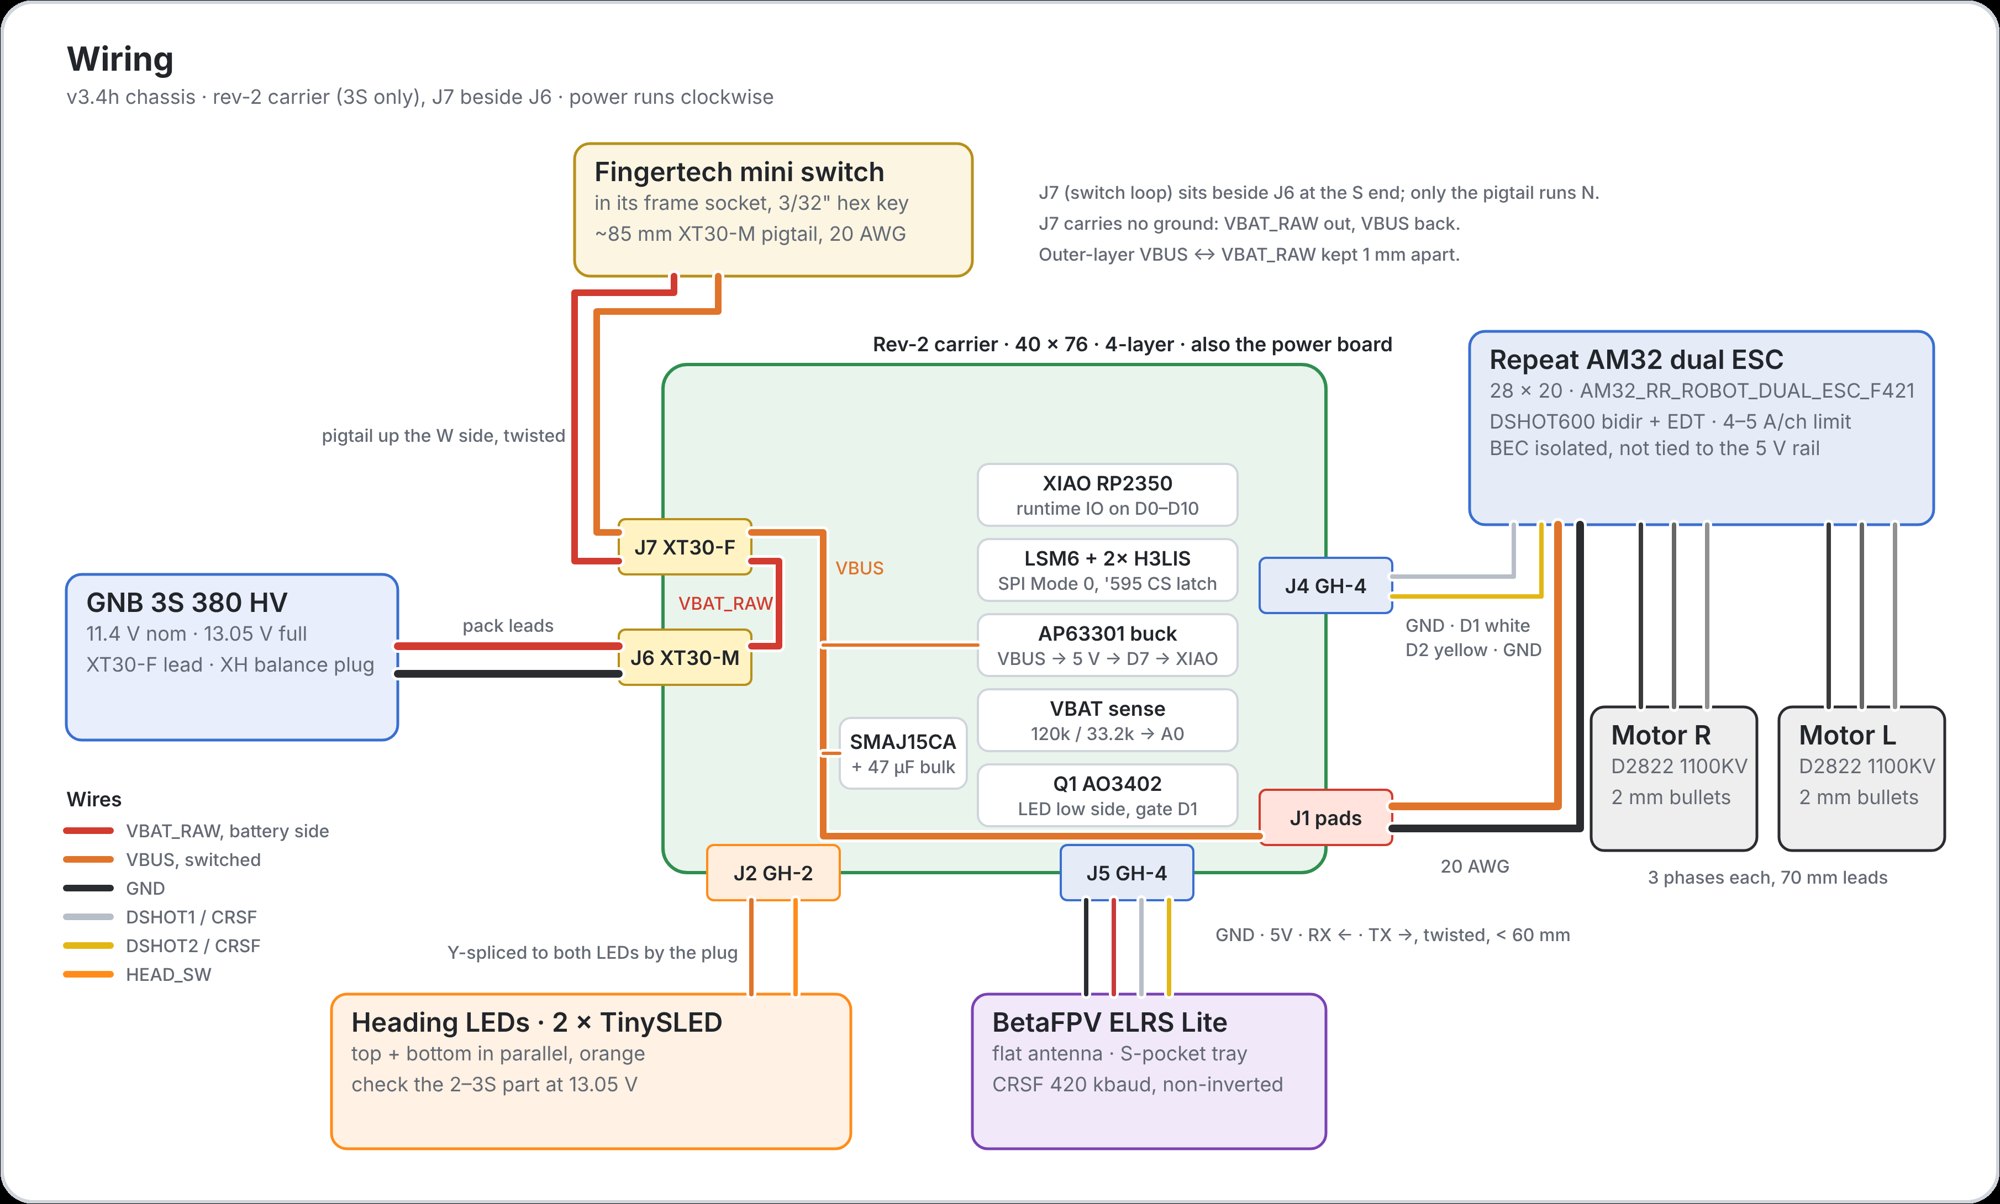 Wiring
v3.4h chassis · rev-2 carrier (3S only), J7 beside J6 · power runs clockwise
Fingertech mini switch
in its frame socket, 3/32" hex key
~85 mm XT30-M pigtail, 20 AWG
J7 (switch loop) sits beside J6 at the S end; only the pigtail runs N.
J7 carries no ground: VBAT_RAW out, VBUS back.
Outer-layer VBUS ↔ VBAT_RAW kept 1 mm apart.
Rev-2 carrier · 40 × 76 · 4-layer · also the power board
Repeat AM32 dual ESC
28 × 20 · AM32_RR_ROBOT_DUAL_ESC_F421
DSHOT600 bidir + EDT · 4–5 A/ch limit
BEC isolated, not tied to the 5 V rail
pigtail up the W side, twisted
XIAO RP2350
runtime IO on D0–D10
J7 XT30-F
VBUS
LSM6 + 2× H3LIS
SPI Mode 0, '595 CS latch
J4 GH-4
GNB 3S 380 HV
11.4 V nom · 13.05 V full
XT30-F lead · XH balance plug
pack leads
VBAT_RAW
J6 XT30-M
AP63301 buck
VBUS → 5 V → D7 → XIAO
GND · D1 white
D2 yellow · GND
SMAJ15CA
+ 47 µF bulk
VBAT sense
120k / 33.2k → A0
Q1 AO3402
LED low side, gate D1
J1 pads
Motor R
D2822 1100KV
2 mm bullets
Motor L
D2822 1100KV
2 mm bullets
20 AWG
3 phases each, 70 mm leads
Wires
VBAT_RAW, battery side
VBUS, switched
GND
DSHOT1 / CRSF
DSHOT2 / CRSF
HEAD_SW
J2 GH-2
J5 GH-4
Y-spliced to both LEDs by the plug
GND · 5V · RX ← · TX →, twisted, < 60 mm
Heading LEDs · 2 × TinySLED
top + bottom in parallel, orange
check the 2–3S part at 13.05 V
BetaFPV ELRS Lite
flat antenna · S-pocket tray
CRSF 420 kbaud, non-inverted